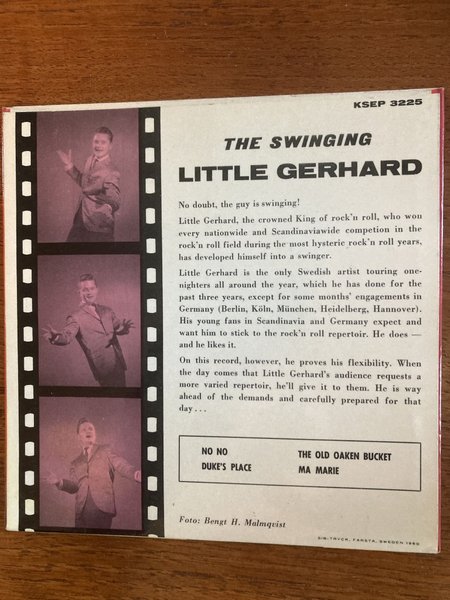 KSEP 3225
THE SWINGING
LITTLE GERHARD
No doubt, the guy is swinging!
Little Gerhard, the crowned King of rock'n roll, who wou
every nationwide and Scandinaviawide competion in the
rock'n roll field during the most hysteric rock'n roll years,
has developed himself into a swinger.
Little Gerhard is the only Swedish artist touring one-
nighters all around the year, which he has done for the
past three years, except for some months' engagements in
Germany (Berlin, Köln, München, Heidelberg, Hannover).
His young fans in Scandinavia and Germany expect and
want him to stick to the rock'n roll repertoir. He does —
and he likes it.
On this record, however, he proves his flexibility. When
the day comes that Little Gerhard's audience requests a
more varied repertoir, he'll give it to them. He is way
ahead of the demands and carefully prepared for that
day . . .
NO NO
DUKE'S PLACE
THE OLD OAKEN BUCKET
MA MARIE
Foto: Bengt H. Malmqvist
SIB-TRYCK, FARSTA, SWEDEN 1960